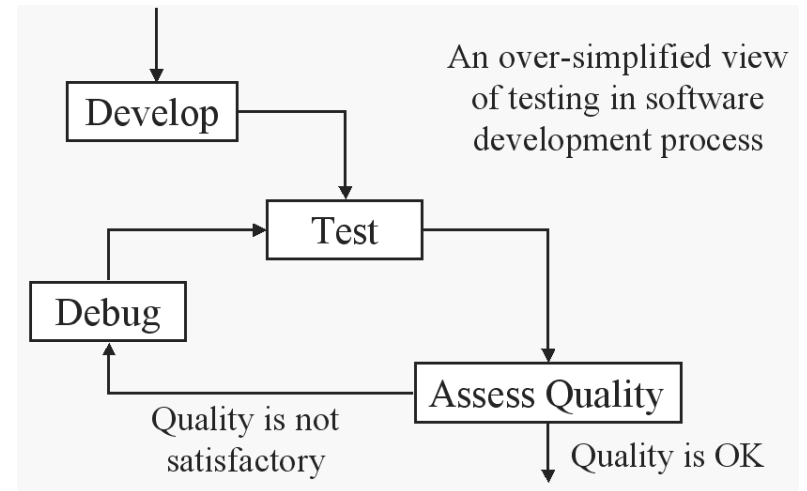 An over-simplified view
of testing in software
development process
Develop
Test
Debug
Assess Quality
Quality is not
satisfactory
Quality is OK